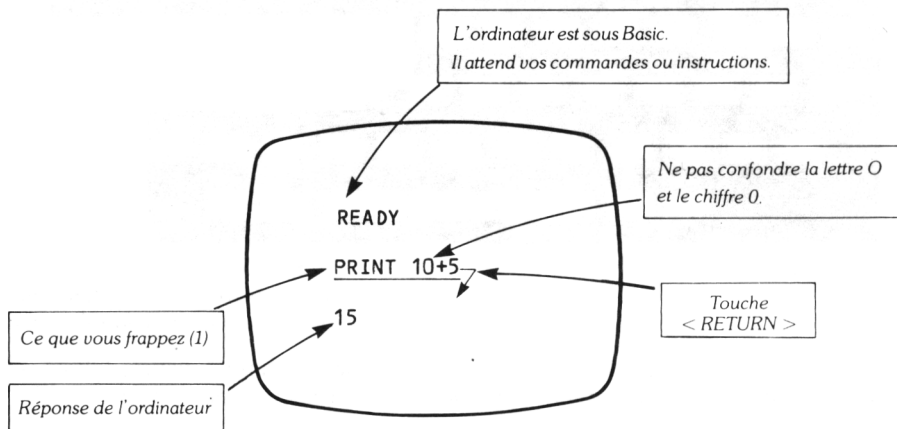 L'ordinateur est sous Basic.
Il attend vos commandes ou instructions.
Ne pas confondre la lettre O
et le chiffre 0.
READY
PRINT 10+5
Touche
< RETURN >
15
Ce que vous frappez (1)
Réponse de l'ordinateur